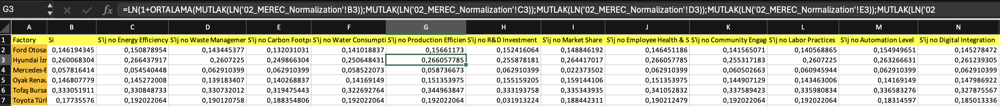 G3 fx =LN(1+ORTALAMA(MUTLAK(LN('02_MEREC_Normalization'!B3));MUTLAK(LN('02_MEREC_Normalization'!C3));MUTLAK(LN('02_MEREC_Normalization'!D3));MUTLAK(LN('02_MEREC_Normalization'!E3));MUTLAK(LN('02
A B C D E F G H I J K L M N
1 Factory Si S'ij no Energy Efficiency S'ij no Waste Managemen S'ij no Carbon Footp S'ij no Water Consumpti S'ij no Production Efficien S'ij no R&D Investment S'ij no Market Share S'ij no Employee Health & S S'ij no Community Engag S'ij no Labor Practices S'ij no Automation Level S'ij no Digital Integration
2 Ford Otosa 0,146194345 0,150878954 0,143445377 0,132031031 0,141018837 0,15661173 0,152416064 0,148846192 0,146451186 0,141565071 0,140568865 0,154949651 0,145278472
3 Hyundai İzr 0,260068304 0,266437917 0,2607225 0,249866304 0,250648431 0,266057785 0,255878181 0,264417017 0,266057785 0,255317183 0,2607225 0,263266631 0,261239305
4 Mercedes-B 0,057816414 0,054540448 0,062910399 0,062910399 0,058522073 0,058736673 0,062910399 0,022373502 0,062910399 0,060502663 0,060945944 0,062910399 0,062910399
5 Oyak Renau 0,146807779 0,145272008 0,139183407 0,140268837 0,14169149 0,151353975 0,155159205 0,159144106 0,151353975 0,144907129 0,143463006 0,14169149 0,147986922
6 Tofaş Bursa 0,333051911 0,330848733 0,330732012 0,319475443 0,322692764 0,344963847 0,333193758 0,335343935 0,341052832 0,337589423 0,335980834 0,336583276 0,327875567
7 Toyota Türl 0,17735576 0,192022064 0,190120758 0,188354806 0,192022064 0,192022064 0,031913224 0,188442311 0,190212479 0,192022064 0,192022064 0,18314597 0,185013336